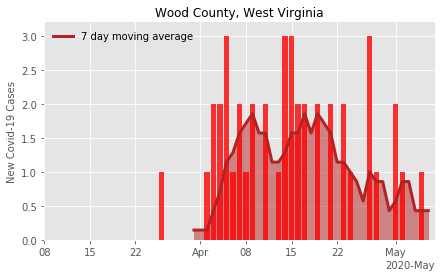 Wood County, West Virginia
7 day moving average
New Covid-19 Cases
3.0
2.5
2.0
1.5
1.0
0.5
0.0
08 15 22 Apr 08 15 22 May
2020-May